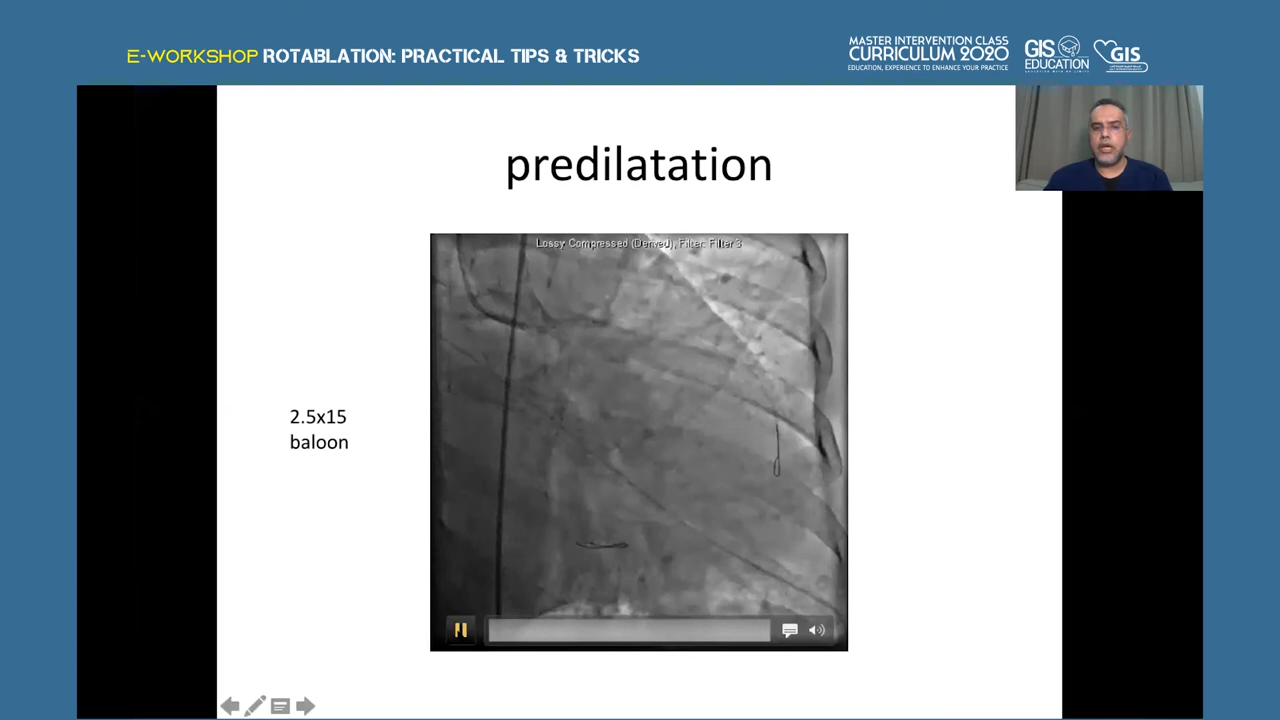 E-WORKSHOP ROTABLATION: PRACTICAL TIPS & TRICKS
MASTER INTERVENTION CLASS
CURRICULUM 2020
EDUCATION, EXPERIENCE TO ENHANCE YOUR PRACTICE
GIS
EDUCATION
GIS
predilatation
Lossy Compressed (Derived), Filter: Filter 3
2.5x15
baloon